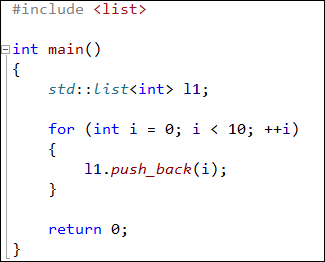 #include <list>
int main()
{
    std::list<int> l1;
    for (int i = 0; i < 10; ++i)
    {
        l1.push_back(i);
    }
    return 0;
}